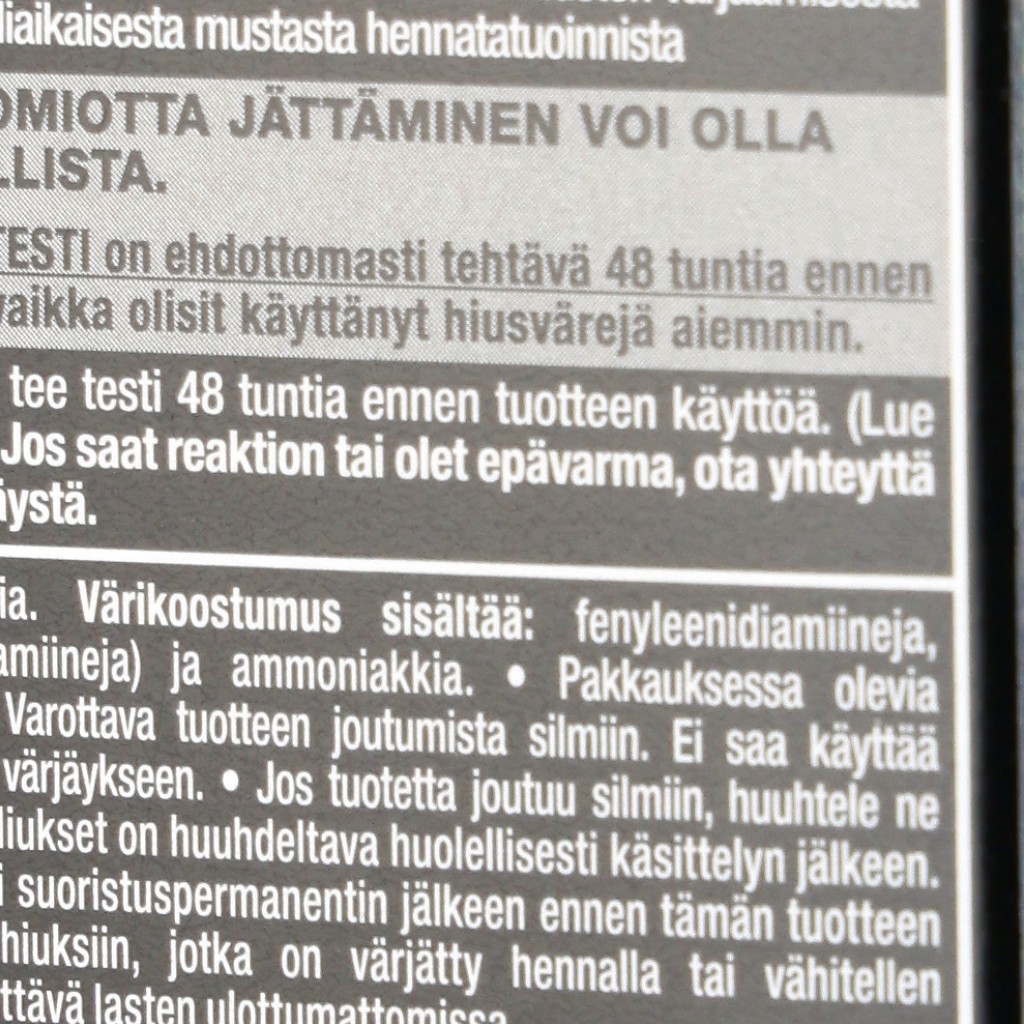 liaikaisesta mustasta hennatatuoinnista
OMIOTTA JÄTTÄMINEN VOI OLLA
LLISTA.
TESTI on ehdottomasti tehtävä 48 tuntia ennen
vaikka olisit käyttänyt hiusvärejä aiemmin.
tee testi 48 tuntia ennen tuotteen käyttöä. (Lue
Jos saat reaktion tai olet epävarma, ota yhteyttä
äystä.
ia. Värikoostumus sisältää: fenyleenidiamiineja,
amiineja) ja ammoniakkia. • Pakkauksessa olevia
Varottava tuotteen joutumista silmiin. Ei saa käyttää
värjäykseen. • Jos tuotetta joutuu silmiin, huuhtele ne
liukset on huuhdeltava huolellisesti käsittelyn jälkeen.
i suoristuspermanentin jälkeen ennen tämän tuotteen
hiuksiin, jotka on värjätty hennalla tai vähitellen
ttävä lasten ulottumattomissa